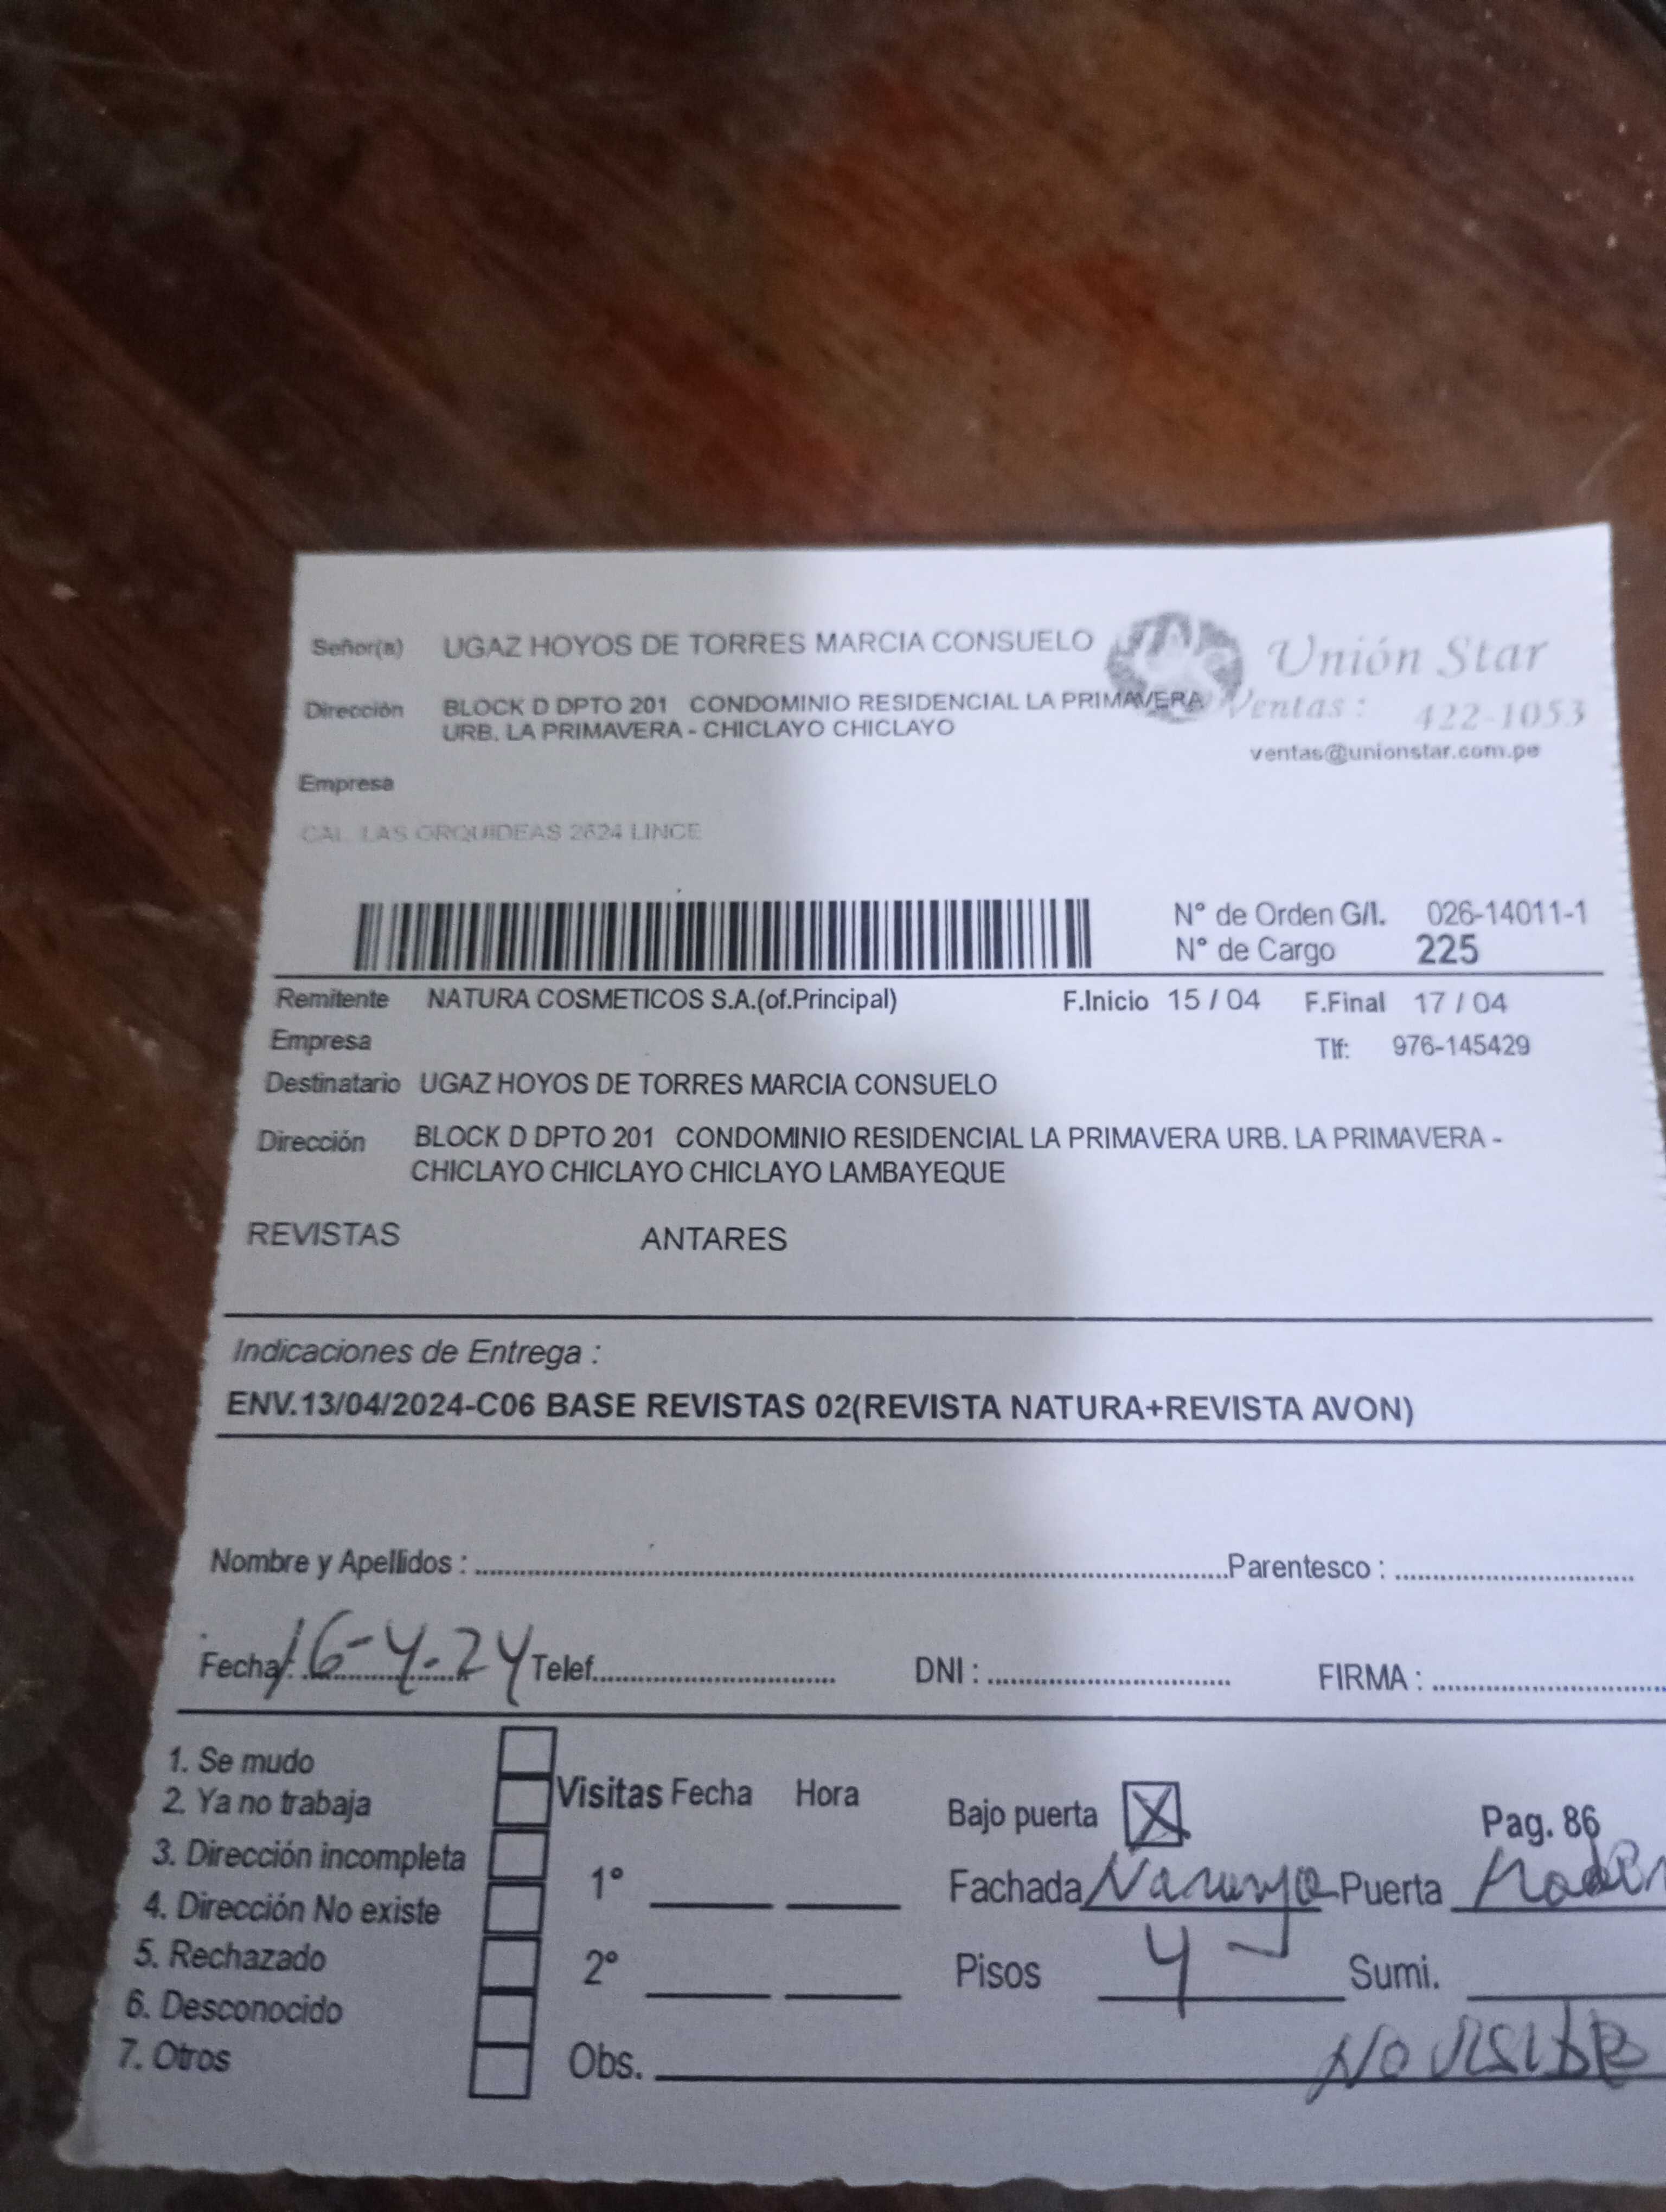 Señor(a) UGAZ HOYOS DE TORRES MARCIA CONSUELO
Unión Star
Dirección BLOCK D DPTO 201 CONDOMINIO RESIDENCIAL LA PRIMAVERA
URB. LA PRIMAVERA - CHICLAYO CHICLAYO
Ventas : 422-1053
ventas@unionstar.com.pe
Empresa
CAL. LAS ORQUIDEAS 2624 LINCE
N° de Orden G/I. 026-14011-1
N° de Cargo 225
Remitente NATURA COSMETICOS S.A.(of.Principal) F.Inicio 15 / 04 F.Final 17 / 04
Empresa Tlf: 976-145429
Destinatario UGAZ HOYOS DE TORRES MARCIA CONSUELO
Dirección BLOCK D DPTO 201 CONDOMINIO RESIDENCIAL LA PRIMAVERA URB. LA PRIMAVERA -
CHICLAYO CHICLAYO CHICLAYO LAMBAYEQUE
REVISTAS ANTARES
Indicaciones de Entrega :
ENV.13/04/2024-C06 BASE REVISTAS 02(REVISTA NATURA+REVISTA AVON)
Nombre y Apellidos : Parentesco :
Fecha: 16-4-24 Telef. DNI : FIRMA :
1. Se mudo
2. Ya no trabaja
3. Dirección incompleta
4. Dirección No existe
5. Rechazado
6. Desconocido
7. Otros
Visitas Fecha Hora
1°
2°
Obs.
Bajo puerta X Pag. 86
Fachada Naranja Puerta
Pisos 4 Sumi.
No visible